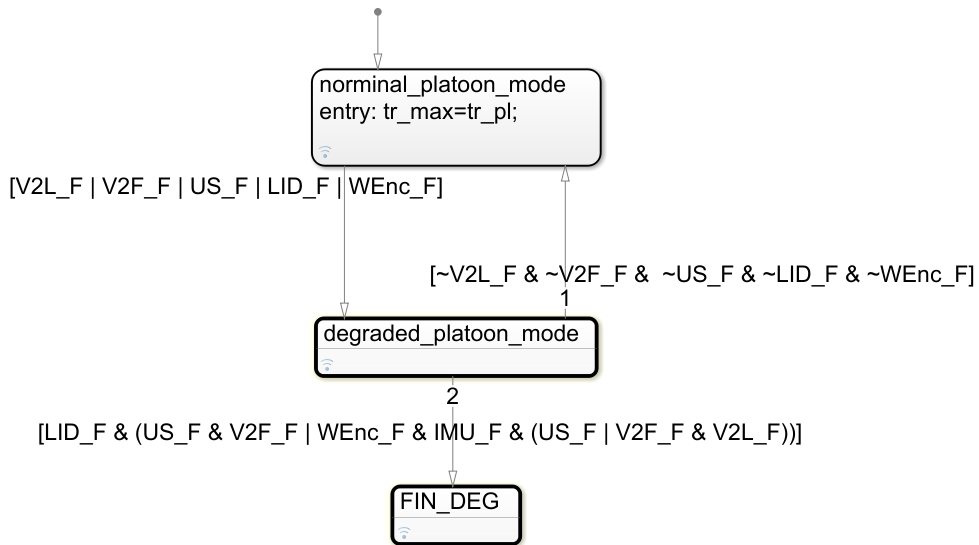 norminal_platoon_mode
entry: tr_max=tr_pl;
[V2L_F | V2F_F | US_F | LID_F | WEnc_F]
[~V2L_F & ~V2F_F &  ~US_F & ~LID_F & ~WEnc_F]
1
degraded_platoon_mode
2
[LID_F & (US_F & V2F_F | WEnc_F & IMU_F & (US_F | V2F_F & V2L_F))]
FIN_DEG